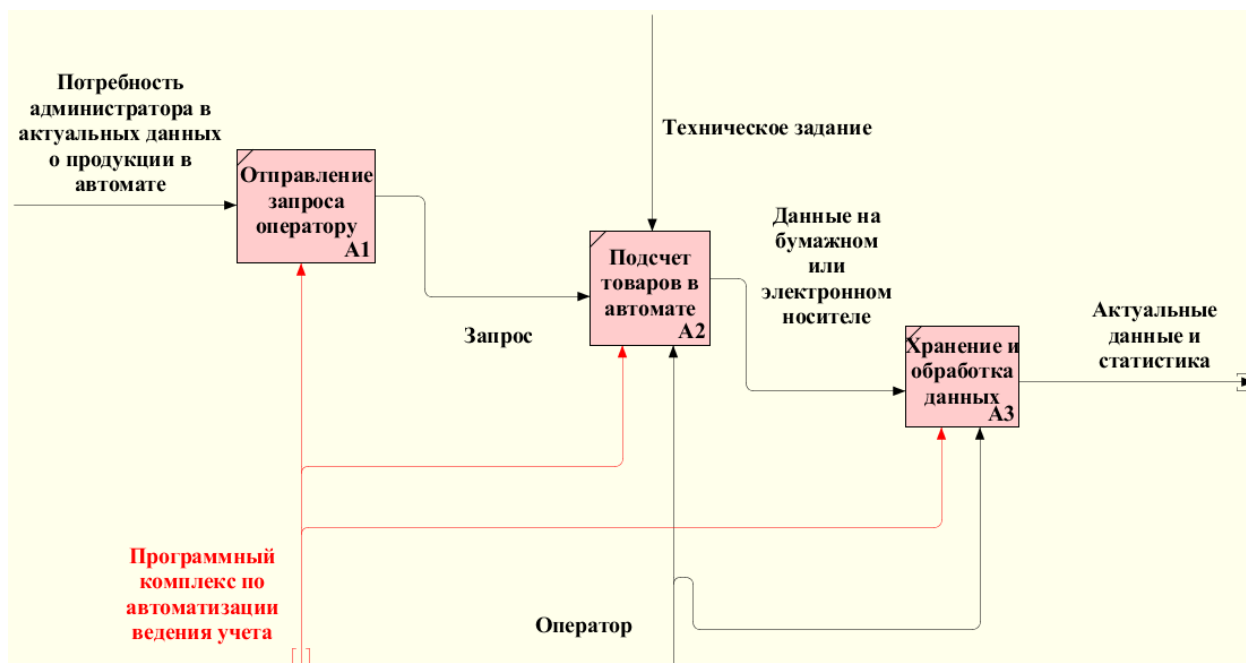 Потребность
администратора в
актуальных данных
о продукции в
автомате
Отправление
запроса
оператору
A1
Техническое задание
Запрос
Подсчет
товаров в
автомате
A2
Данные на
бумажном
или
электронном
носителе
Хранение и
обработка
данных
A3
Актуальные
данные и
статистика
Программный
комплекс по
автоматизации
ведения учета
Оператор